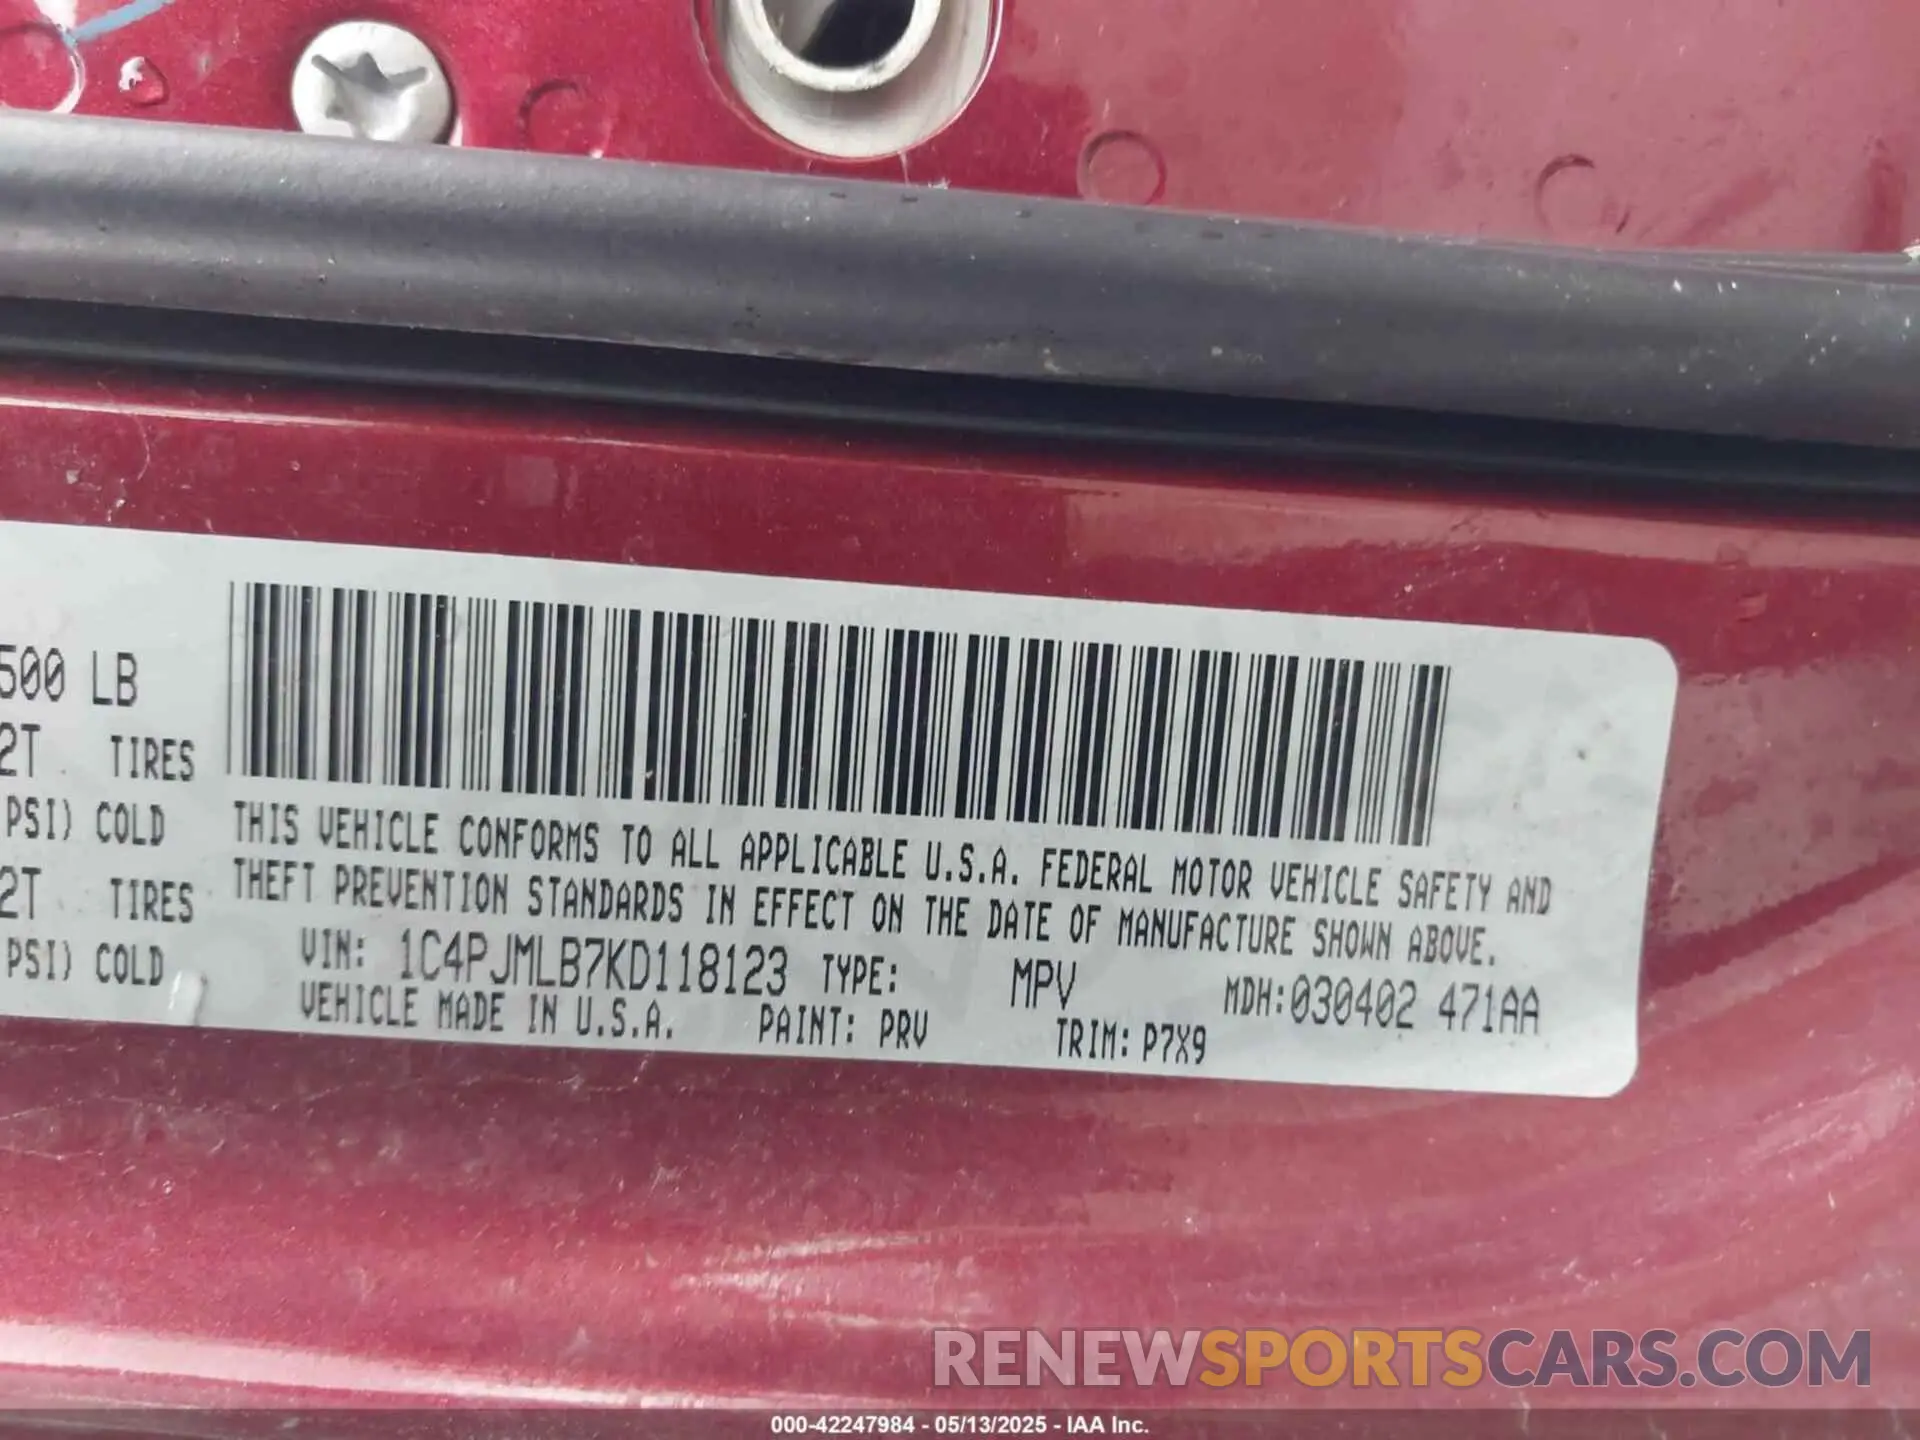 500 LB
2T TIRES
PSI) COLD
2T TIRES
PSI) COLD
THIS VEHICLE CONFORMS TO ALL APPLICABLE U.S.A. FEDERAL MOTOR VEHICLE SAFETY AND
THEFT PREVENTION STANDARDS IN EFFECT ON THE DATE OF MANUFACTURE SHOWN ABOVE.
VIN: 1C4PJMLB7KD118123 TYPE: MPV MDH:030402 471AA
VEHICLE MADE IN U.S.A. PAINT: PRV TRIM: P7X9
RENEWSPORTSCARS.COM
000-42247984 - 05/13/2025 - IAA Inc.